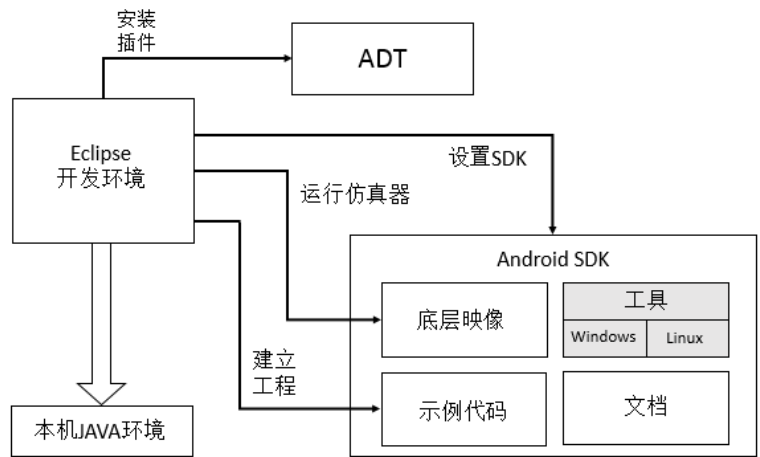 安装
插件
ADT
Eclipse
开发环境
设置SDK
运行仿真器
Android SDK
底层映像
工具
Windows
Linux
建立
工程
示例代码
文档
本机JAVA环境